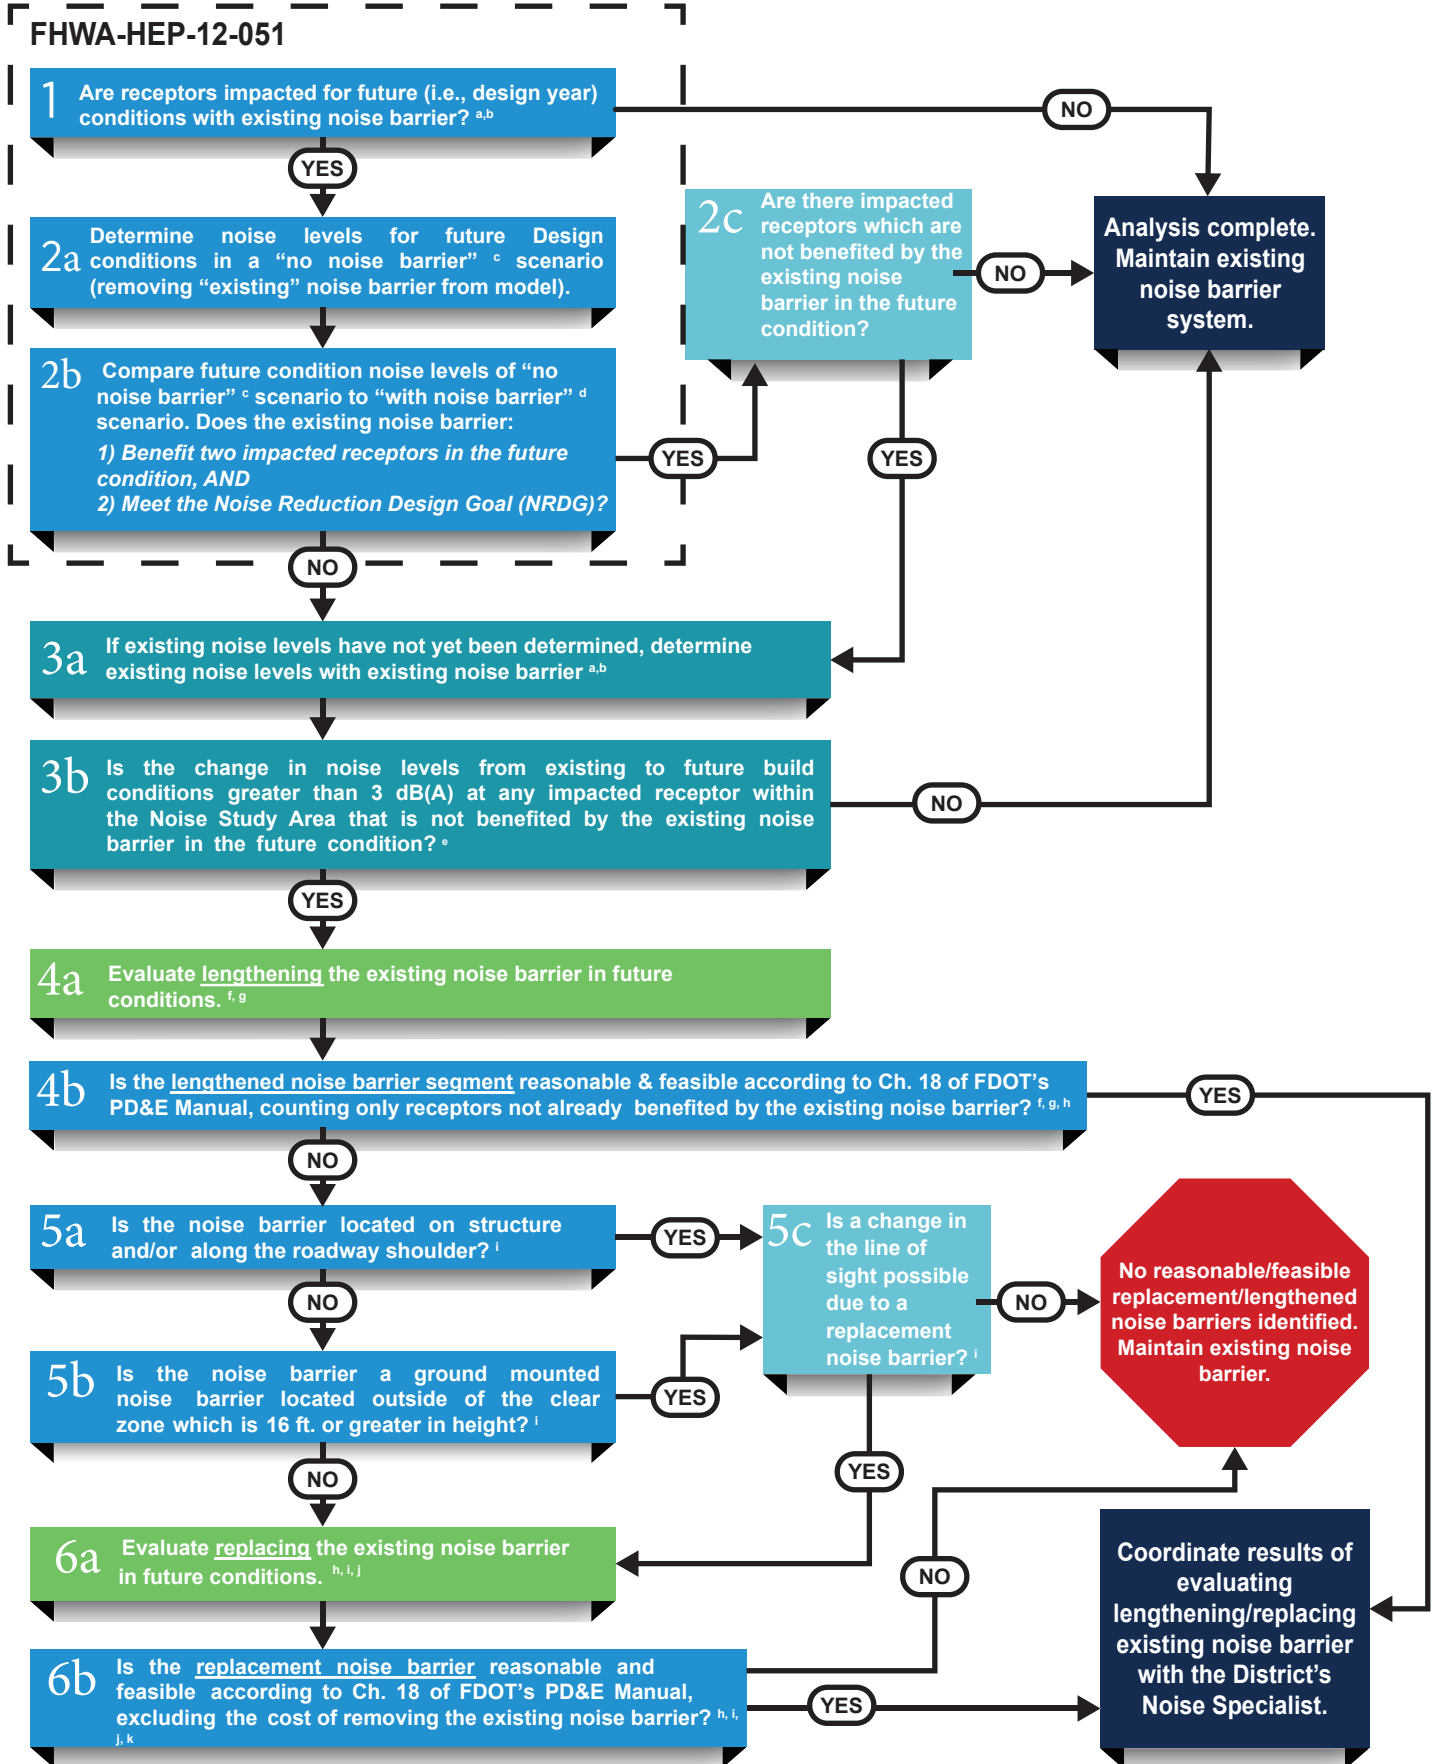 FHWA-HEP-12-051
1
Are receptors impacted for future (i.e., design year)
conditions with existing noise barrier? a,b
NO
YES
2a
Determine noise levels for future Design
conditions in a “no noise barrier” c scenario
(removing “existing” noise barrier from model).
2b
Compare future condition noise levels of “no
noise barrier” c scenario to “with noise barrier” d
scenario. Does the existing noise barrier:
1) Benefit two impacted receptors in the future
condition, AND
2) Meet the Noise Reduction Design Goal (NRDG)?
YES
NO
2c
Are there impacted
receptors which are
not benefited by the
existing noise
barrier in the future
condition?
NO
YES
Analysis complete.
Maintain existing
noise barrier
system.
3a
If existing noise levels have not yet been determined, determine
existing noise levels with existing noise barrier a,b
3b
Is the change in noise levels from existing to future build
conditions greater than 3 dB(A) at any impacted receptor within
the Noise Study Area that is not benefited by the existing noise
barrier in the future condition? e
NO
YES
4a
Evaluate lengthening the existing noise barrier in future
conditions. f, g
4b
Is the lengthened noise barrier segment reasonable & feasible according to Ch. 18 of FDOT’s
PD&E Manual, counting only receptors not already benefited by the existing noise barrier? f, g, h
YES
NO
5a
Is the noise barrier located on structure
and/or along the roadway shoulder? i
YES
NO
5b
Is the noise barrier a ground mounted
noise barrier located outside of the clear
zone which is 16 ft. or greater in height? i
YES
NO
5c
Is a change in
the line of
sight possible
due to a
replacement
noise barrier? i
NO
YES
No reasonable/feasible
replacement/lengthened
noise barriers identified.
Maintain existing noise
barrier.
6a
Evaluate replacing the existing noise barrier
in future conditions. h, i, j
6b
Is the replacement noise barrier reasonable and
feasible according to Ch. 18 of FDOT’s PD&E Manual,
excluding the cost of removing the existing noise barrier? h, i,
j, k
NO
YES
Coordinate results of
evaluating
lengthening/replacing
existing noise barrier
with the District’s
Noise Specialist.